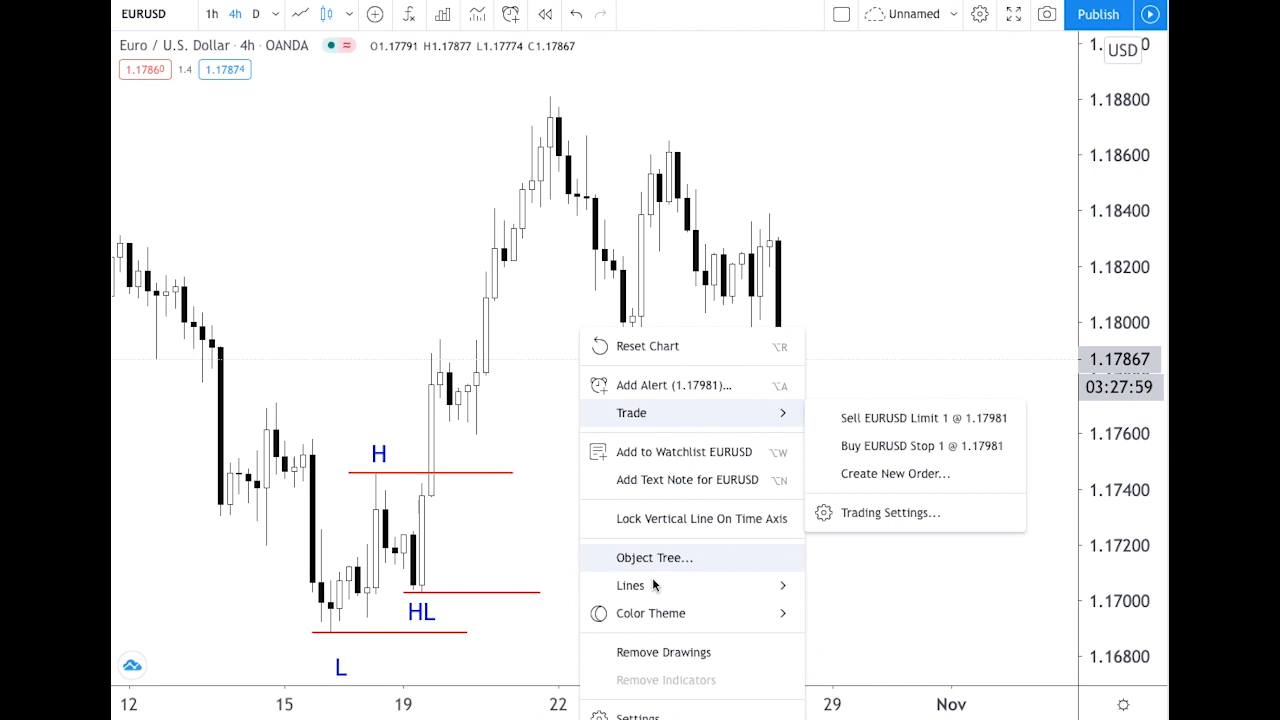 EURUSD 1h 4h D Unnamed Publish
Euro / U.S. Dollar · 4h · OANDA O1.17791 H1.17877 L1.17774 C1.17867
1.17860 1.4 1.17874
USD
1.18800
1.18600
1.18400
1.18200
1.18000
1.17867
03:27:59
1.17600
1.17400
1.17200
1.17000
1.16800
Reset Chart ⌥R
Add Alert (1.17981)... ⌥A
Trade
Add to Watchlist EURUSD ⌥W
Add Text Note for EURUSD ⌥N
Lock Vertical Line On Time Axis
Object Tree...
Lines
Color Theme
Remove Drawings
Remove Indicators
Settings
Sell EURUSD Limit 1 @ 1.17981
Buy EURUSD Stop 1 @ 1.17981
Create New Order...
Trading Settings...
H
HL
L
12 15 19 22 29 Nov